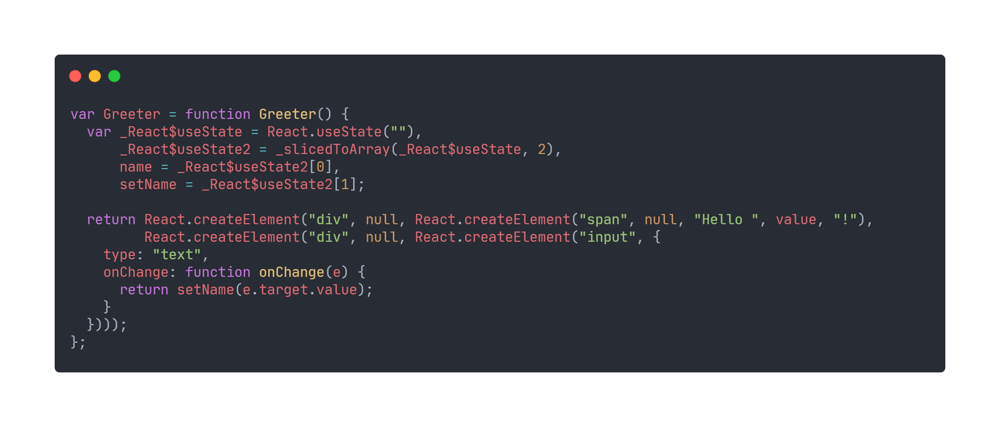 var Greeter = function Greeter() {
  var _React$useState = React.useState(""),
      _React$useState2 = _slicedToArray(_React$useState, 2),
      name = _React$useState2[0],
      setName = _React$useState2[1];

  return React.createElement("div", null, React.createElement("span", null, "Hello ", value, "!"),
         React.createElement("div", null, React.createElement("input", {
    type: "text",
    onChange: function onChange(e) {
      return setName(e.target.value);
    }
  })));
};